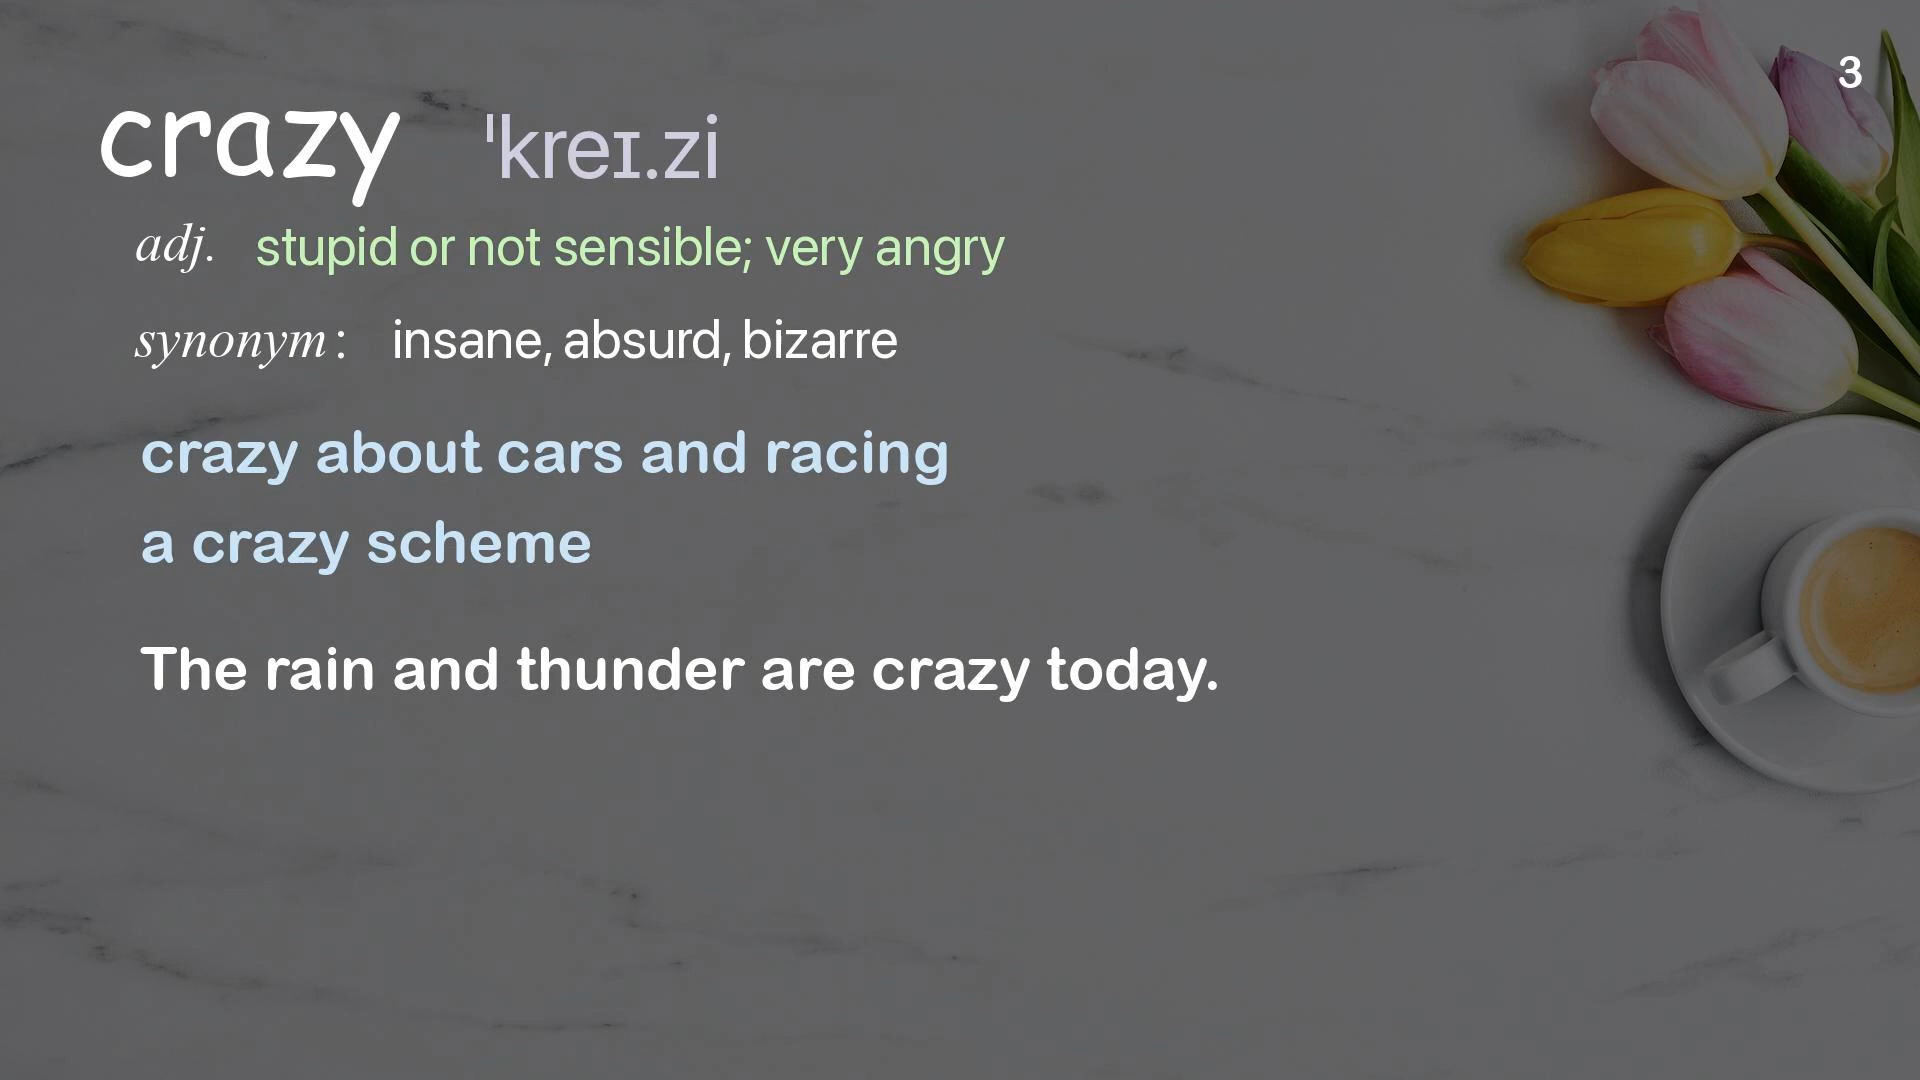 3
crazy ˈkreɪ.zi
adj. stupid or not sensible; very angry
synonym: insane, absurd, bizarre
crazy about cars and racing
a crazy scheme
The rain and thunder are crazy today.